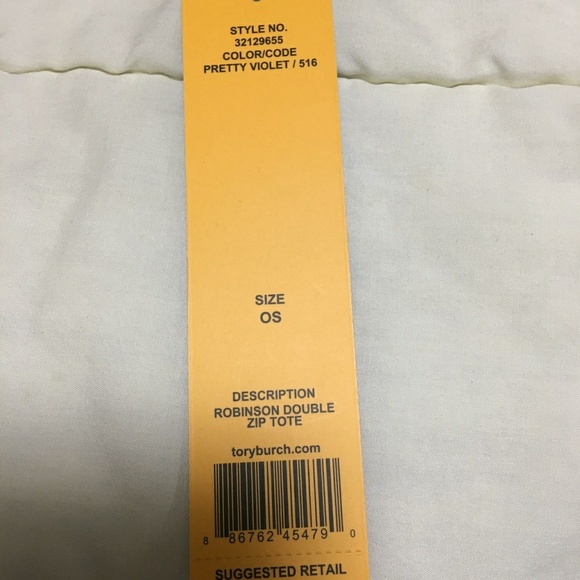 STYLE NO.
32129655
COLOR/CODE
PRETTY VIOLET / 516
SIZE
OS
DESCRIPTION
ROBINSON DOUBLE
ZIP TOTE
toryburch.com
8 86762 45479 0
SUGGESTED RETAIL